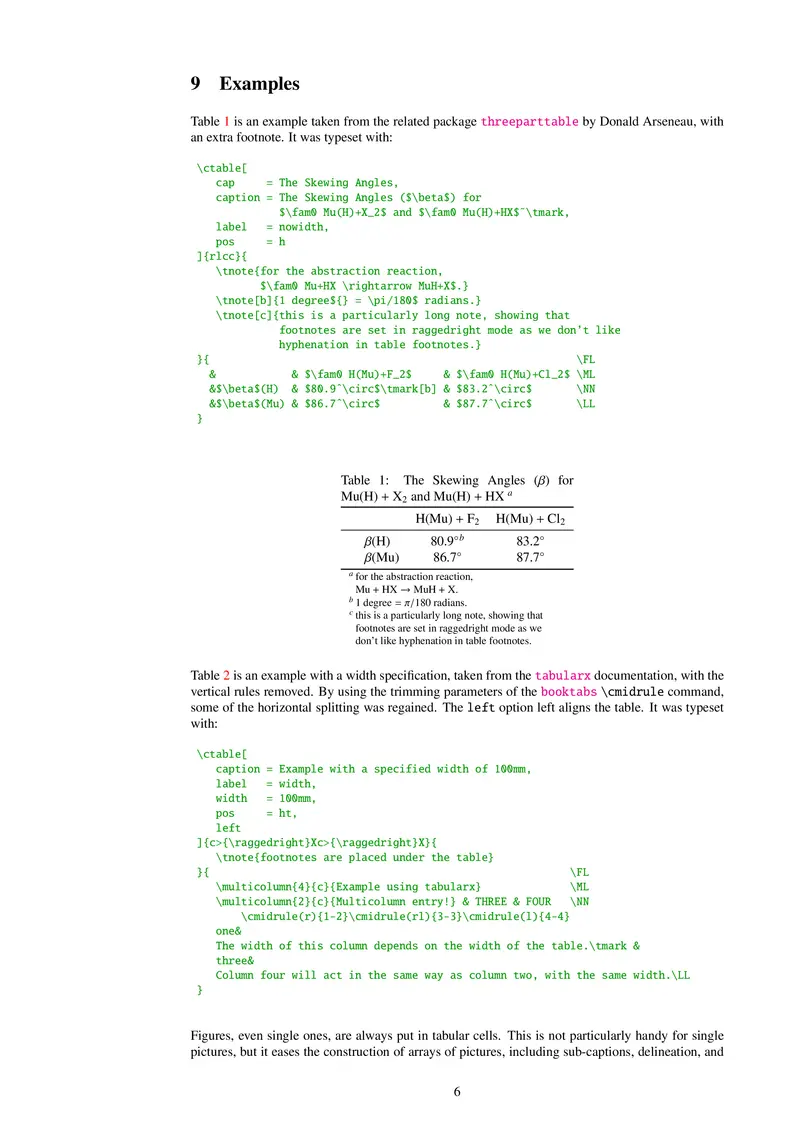 9 Examples
Table 1 is an example taken from the related package threeparttable by Donald Arseneau, with
an extra footnote. It was typeset with:
\ctable[
   cap     = The Skewing Angles,
   caption = The Skewing Angles ($\beta$) for
             $\fam0 Mu(H)+X_2$ and $\fam0 Mu(H)+HX$~\tmark,
   label   = nowidth,
   pos     = h
]{rlcc}{
   \tnote{for the abstraction reaction,
          $\fam0 Mu+HX \rightarrow MuH+X$.}
   \tnote[b]{1 degree${} = \pi/180$ radians.}
   \tnote[c]{this is a particularly long note, showing that
             footnotes are set in raggedright mode as we don't like
             hyphenation in table footnotes.}
}{                                                          \FL
  &            & $\fam0 H(Mu)+F_2$     & $\fam0 H(Mu)+Cl_2$ \ML
  &$\beta$(H)  & $80.9^\circ$\tmark[b] & $83.2^\circ$       \NN
  &$\beta$(Mu) & $86.7^\circ$          & $87.7^\circ$       \LL
}
Table 1: The Skewing Angles (β) for
Mu(H) + X₂ and Mu(H) + HX ᵃ
H(Mu) + F₂ H(Mu) + Cl₂
β(H) 80.9°ᵇ 83.2°
β(Mu) 86.7° 87.7°
ᵃ for the abstraction reaction,
Mu + HX → MuH + X.
ᵇ 1 degree = π/180 radians.
ᶜ this is a particularly long note, showing that
footnotes are set in raggedright mode as we
don't like hyphenation in table footnotes.
Table 2 is an example with a width specification, taken from the tabularx documentation, with the
vertical rules removed. By using the trimming parameters of the booktabs \cmidrule command,
some of the horizontal splitting was regained. The left option left aligns the table. It was typeset
with:
\ctable[
   caption = Example with a specified width of 100mm,
   label   = width,
   width   = 100mm,
   pos     = ht,
   left
]{c>{\raggedright}Xc>{\raggedright}X}{
   \tnote{footnotes are placed under the table}
}{                                                         \FL
   \multicolumn{4}{c}{Example using tabularx}              \ML
   \multicolumn{2}{c}{Multicolumn entry!} & THREE & FOUR   \NN
       \cmidrule(r){1-2}\cmidrule(rl){3-3}\cmidrule(l){4-4}
   one&
   The width of this column depends on the width of the table.\tmark &
   three&
   Column four will act in the same way as column two, with the same width.\LL
}
Figures, even single ones, are always put in tabular cells. This is not particularly handy for single
pictures, but it eases the construction of arrays of pictures, including sub-captions, delineation, and
6